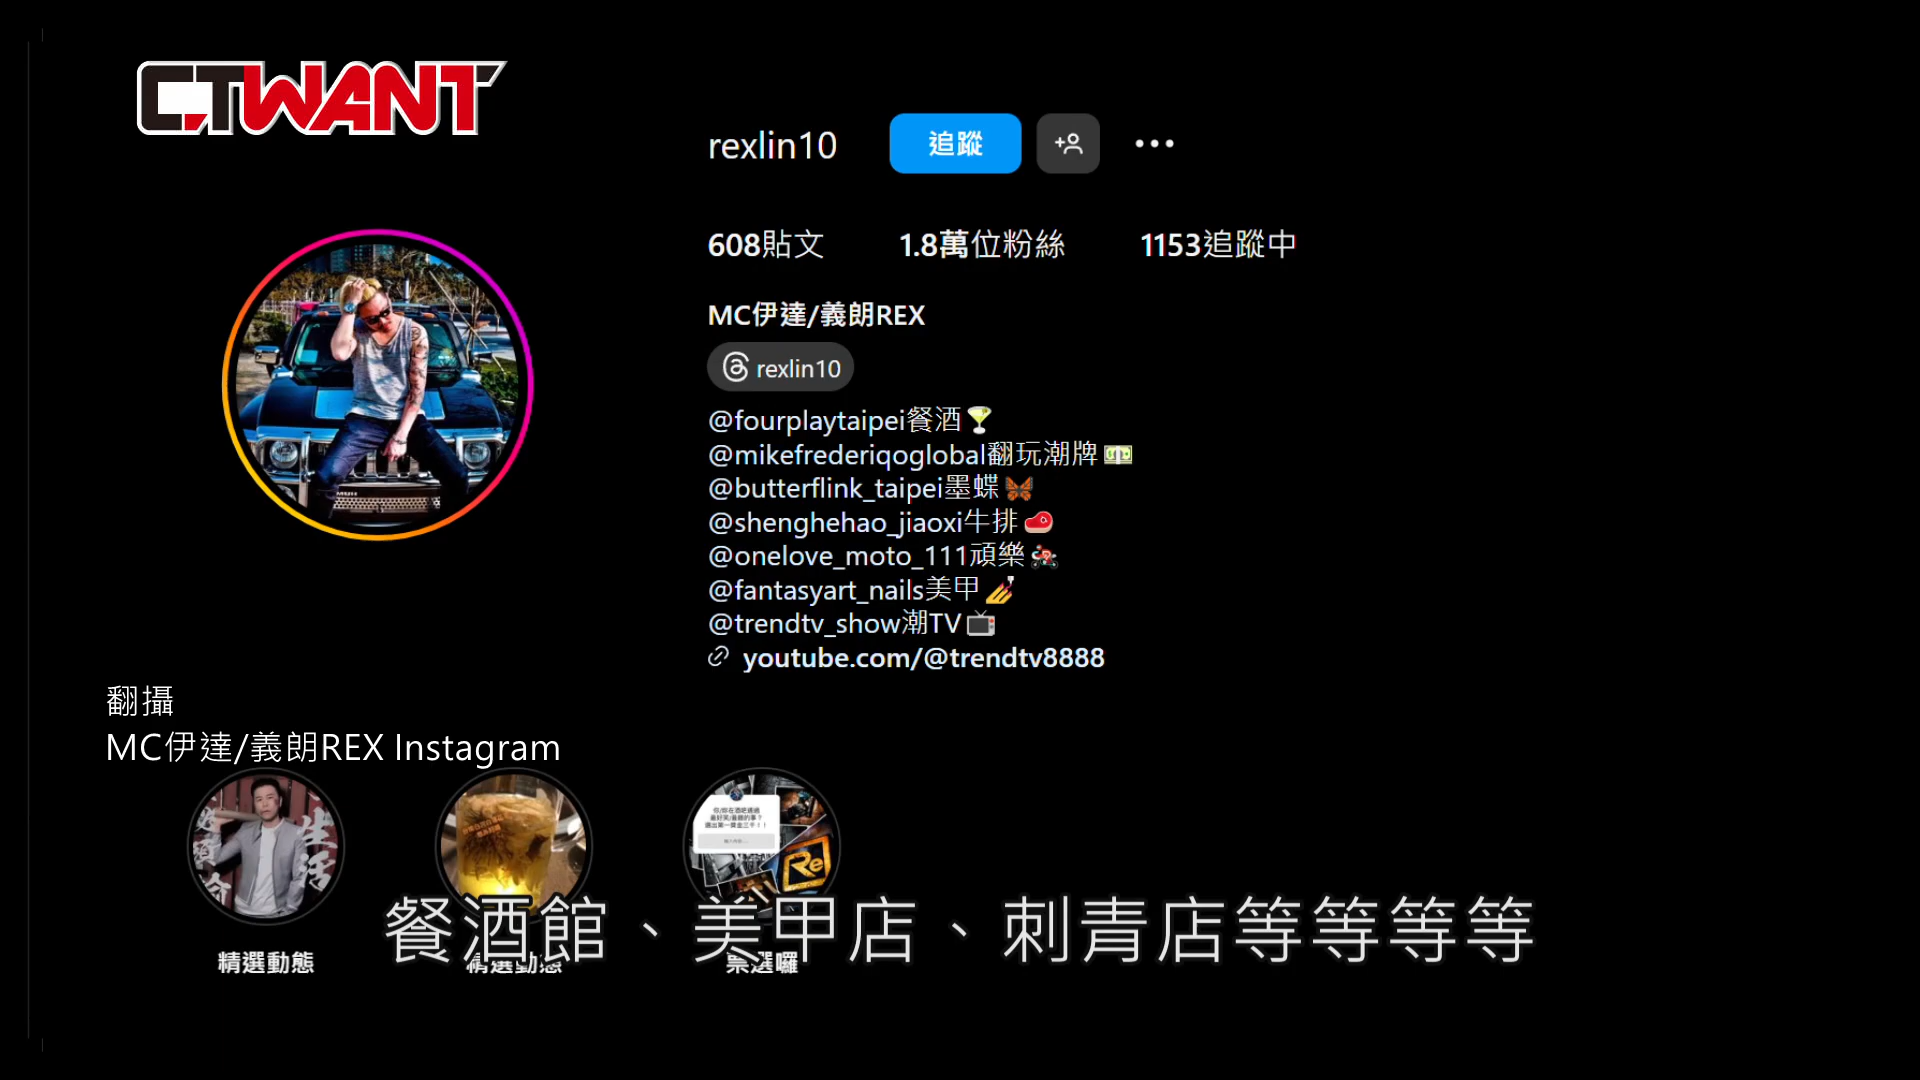 CTWANT
rexlin10
追蹤
608貼文 1.8萬位粉絲 1153追蹤中
MC伊達/義朗REX
rexlin10
@fourplaytaipei餐酒🍸
@mikefrederiqoglobal翻玩潮牌💵
@butterflink_taipei墨蝶🦋
@shenghehao_jiaoxi牛排🥩
@onelove_moto_111頑樂🏍
@fantasyart_nails美甲💅
@trendtv_show潮TV📺
youtube.com/@trendtv8888
翻攝
MC伊達/義朗REX Instagram
生活
Re
精選動態
精選動態
票選囉
餐酒館、美甲店、刺青店等等等等